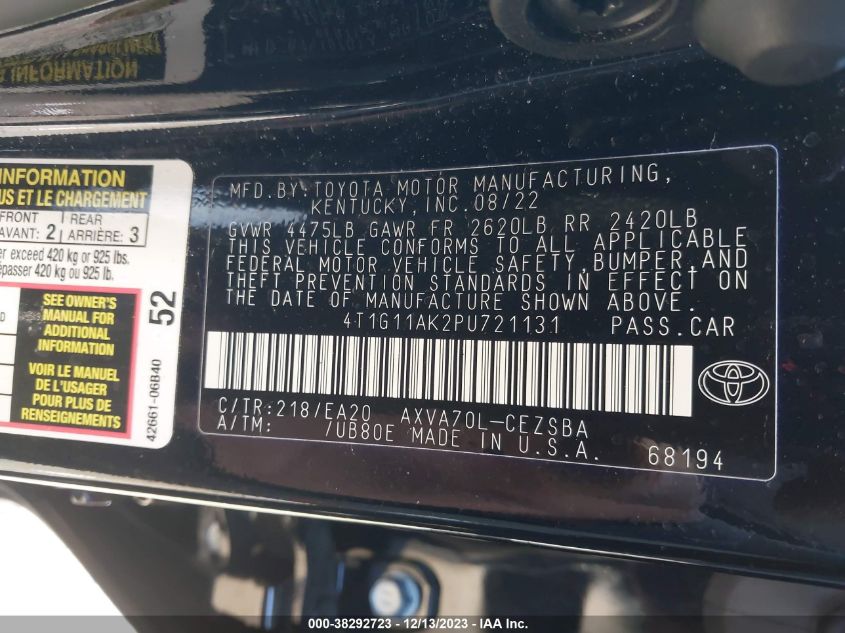 INFORMATION
INFORMATION
US ET LE CHARGEMENT
FRONT
AVANT: 2
REAR
ARRIÈRE: 3
er exceed 420 kg or 925 lbs.
épasser 420 kg ou 925 lb.
SEE OWNER'S
MANUAL FOR
ADDITIONAL
INFORMATION
VOIR LE MANUEL
DE L'USAGER
POUR PLUS DE
RENSEIGNEMENTS
52
42661-06B40
MFD.BY:TOYOTA MOTOR MANUFACTURING,
KENTUCKY,INC.08/22
GVWR 4475LB GAWR FR 2620LB RR 2420LB
THIS VEHICLE CONFORMS TO ALL APPLICABLE
FEDERAL MOTOR VEHICLE SAFETY,BUMPER,AND
THEFT PREVENTION STANDARDS IN EFFECT ON
THE DATE OF MANUFACTURE SHOWN ABOVE.
4T1G11AK2PU721131 PASS.CAR
C/TR:218/EA20 AXVA70L-CEZSBA
A/TM: /UB80E MADE IN U.S.A.
68194
000-38292723 - 12/13/2023 - IAA Inc.